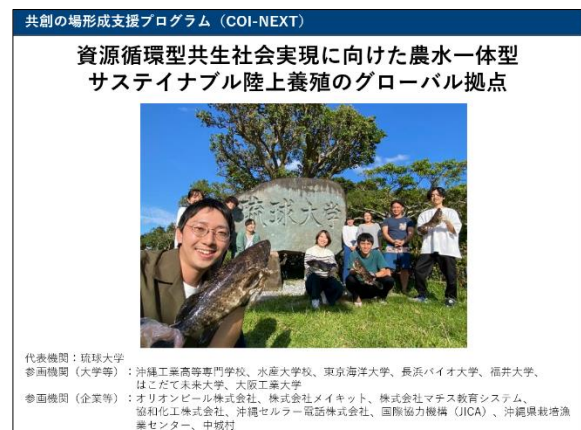 共創の場形成支援プログラム（COI-NEXT）
資源循環型共生社会実現に向けた農水一体型
サステイナブル陸上養殖のグローバル拠点
琉球大学
代表機関：琉球大学
参画機関（大学等）：沖縄工業高等専門学校、水産大学校、東京海洋大学、長浜バイオ大学、福井大学、
はこだて未来大学、大阪工業大学
参画機関（企業等）：オリオンビール株式会社、株式会社メイキット、株式会社マチス教育システム、
協和化工株式会社、沖縄セルラー電話株式会社、国際協力機構（JICA）、沖縄県栽培漁
業センター、中城村